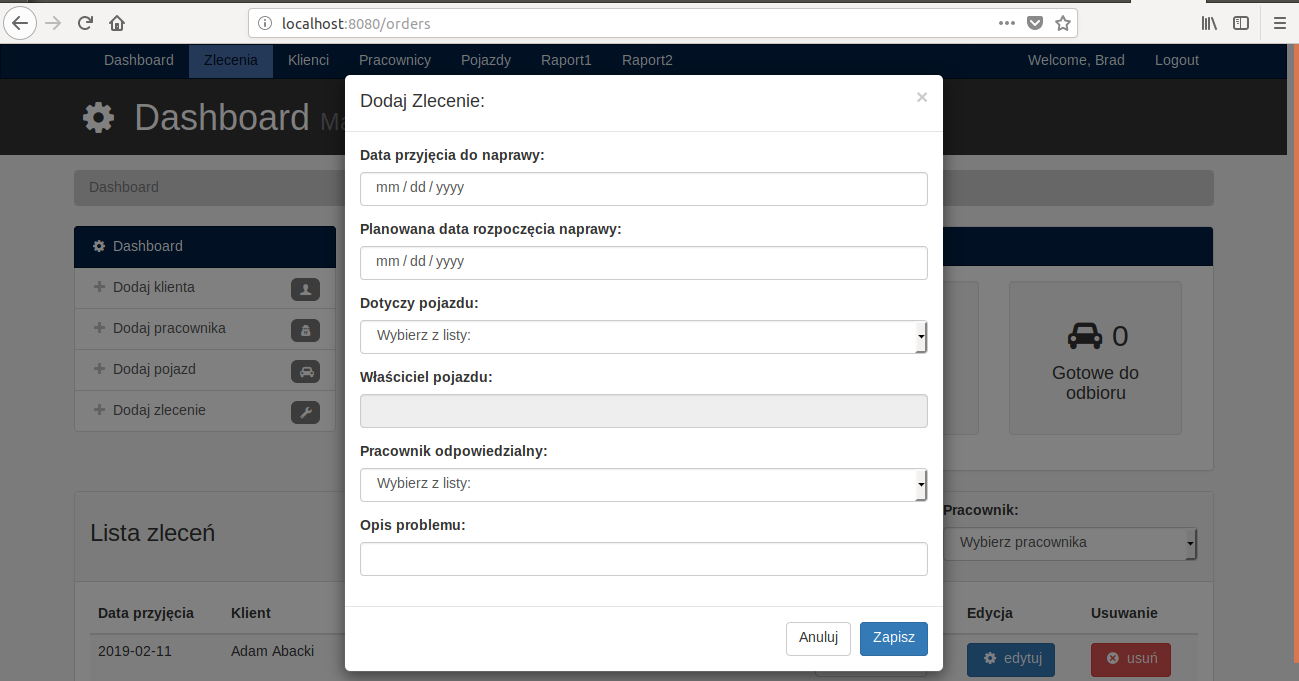 localhost:8080/orders
Dashboard Zlecenia Klienci Pracownicy Pojazdy Raport1 Raport2 Welcome, Brad Logout
Dashboard Ma
Dashboard
Dodaj Zlecenie:
×
Data przyjęcia do naprawy:
mm / dd / yyyy
Planowana data rozpoczęcia naprawy:
mm / dd / yyyy
Dotyczy pojazdu:
Wybierz z listy:
Właściciel pojazdu:
Pracownik odpowiedzialny:
Wybierz z listy:
Opis problemu:
Anuluj Zapisz
Dashboard
Dodaj klienta
Dodaj pracownika
Dodaj pojazd
Dodaj zlecenie
0
Gotowe do
odbioru
Lista zleceń
Pracownik:
Wybierz pracownika
Data przyjęcia Klient Edycja Usuwanie
2019-02-11 Adam Abacki edytuj usuń